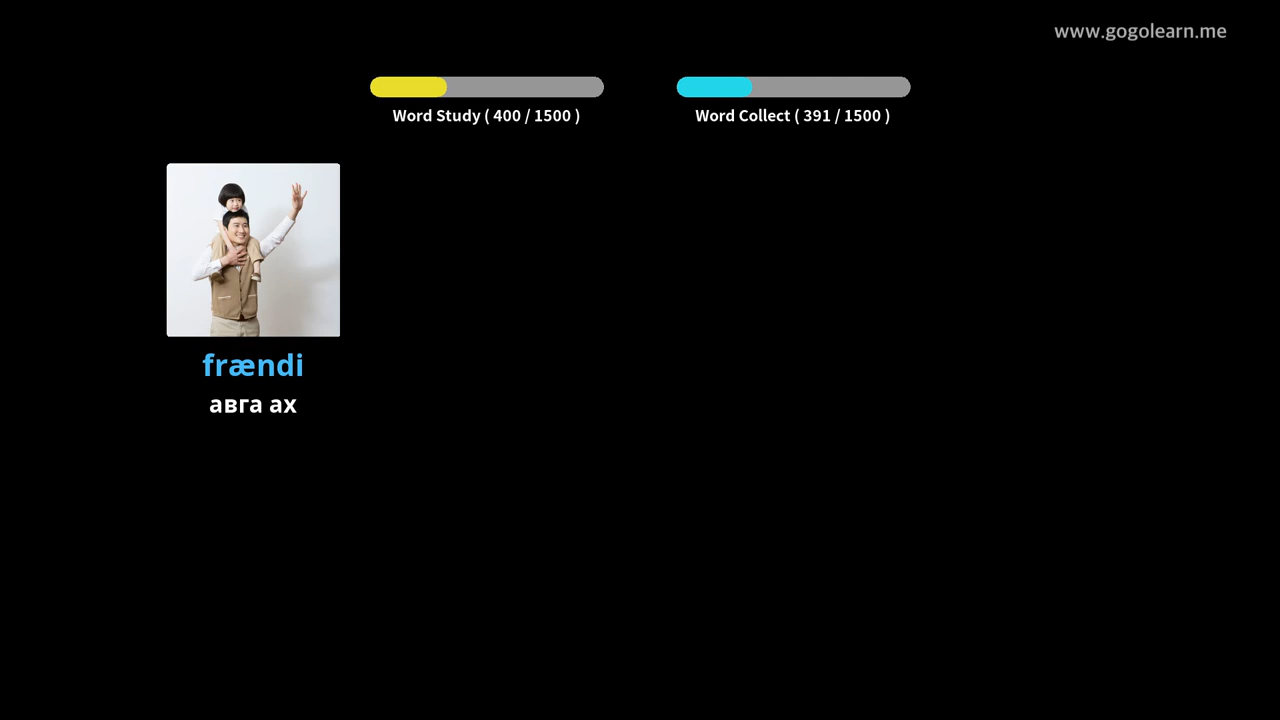 www.gogolearn.me
Word Study ( 400 / 1500 )
Word Collect ( 391 / 1500 )
frændi
авга ах